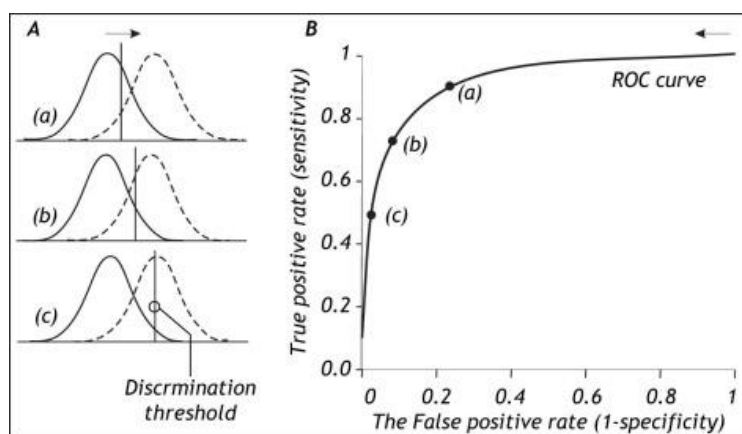 A
(a)
(b)
(c)
Discrmination
threshold
B
1
0.8
0.6
0.4
0.2
0.0
0
0.2
0.4
0.6
0.8
1
True positive rate (sensitivity)
The False positive rate (1-specificity)
ROC curve
(a)
(b)
(c)